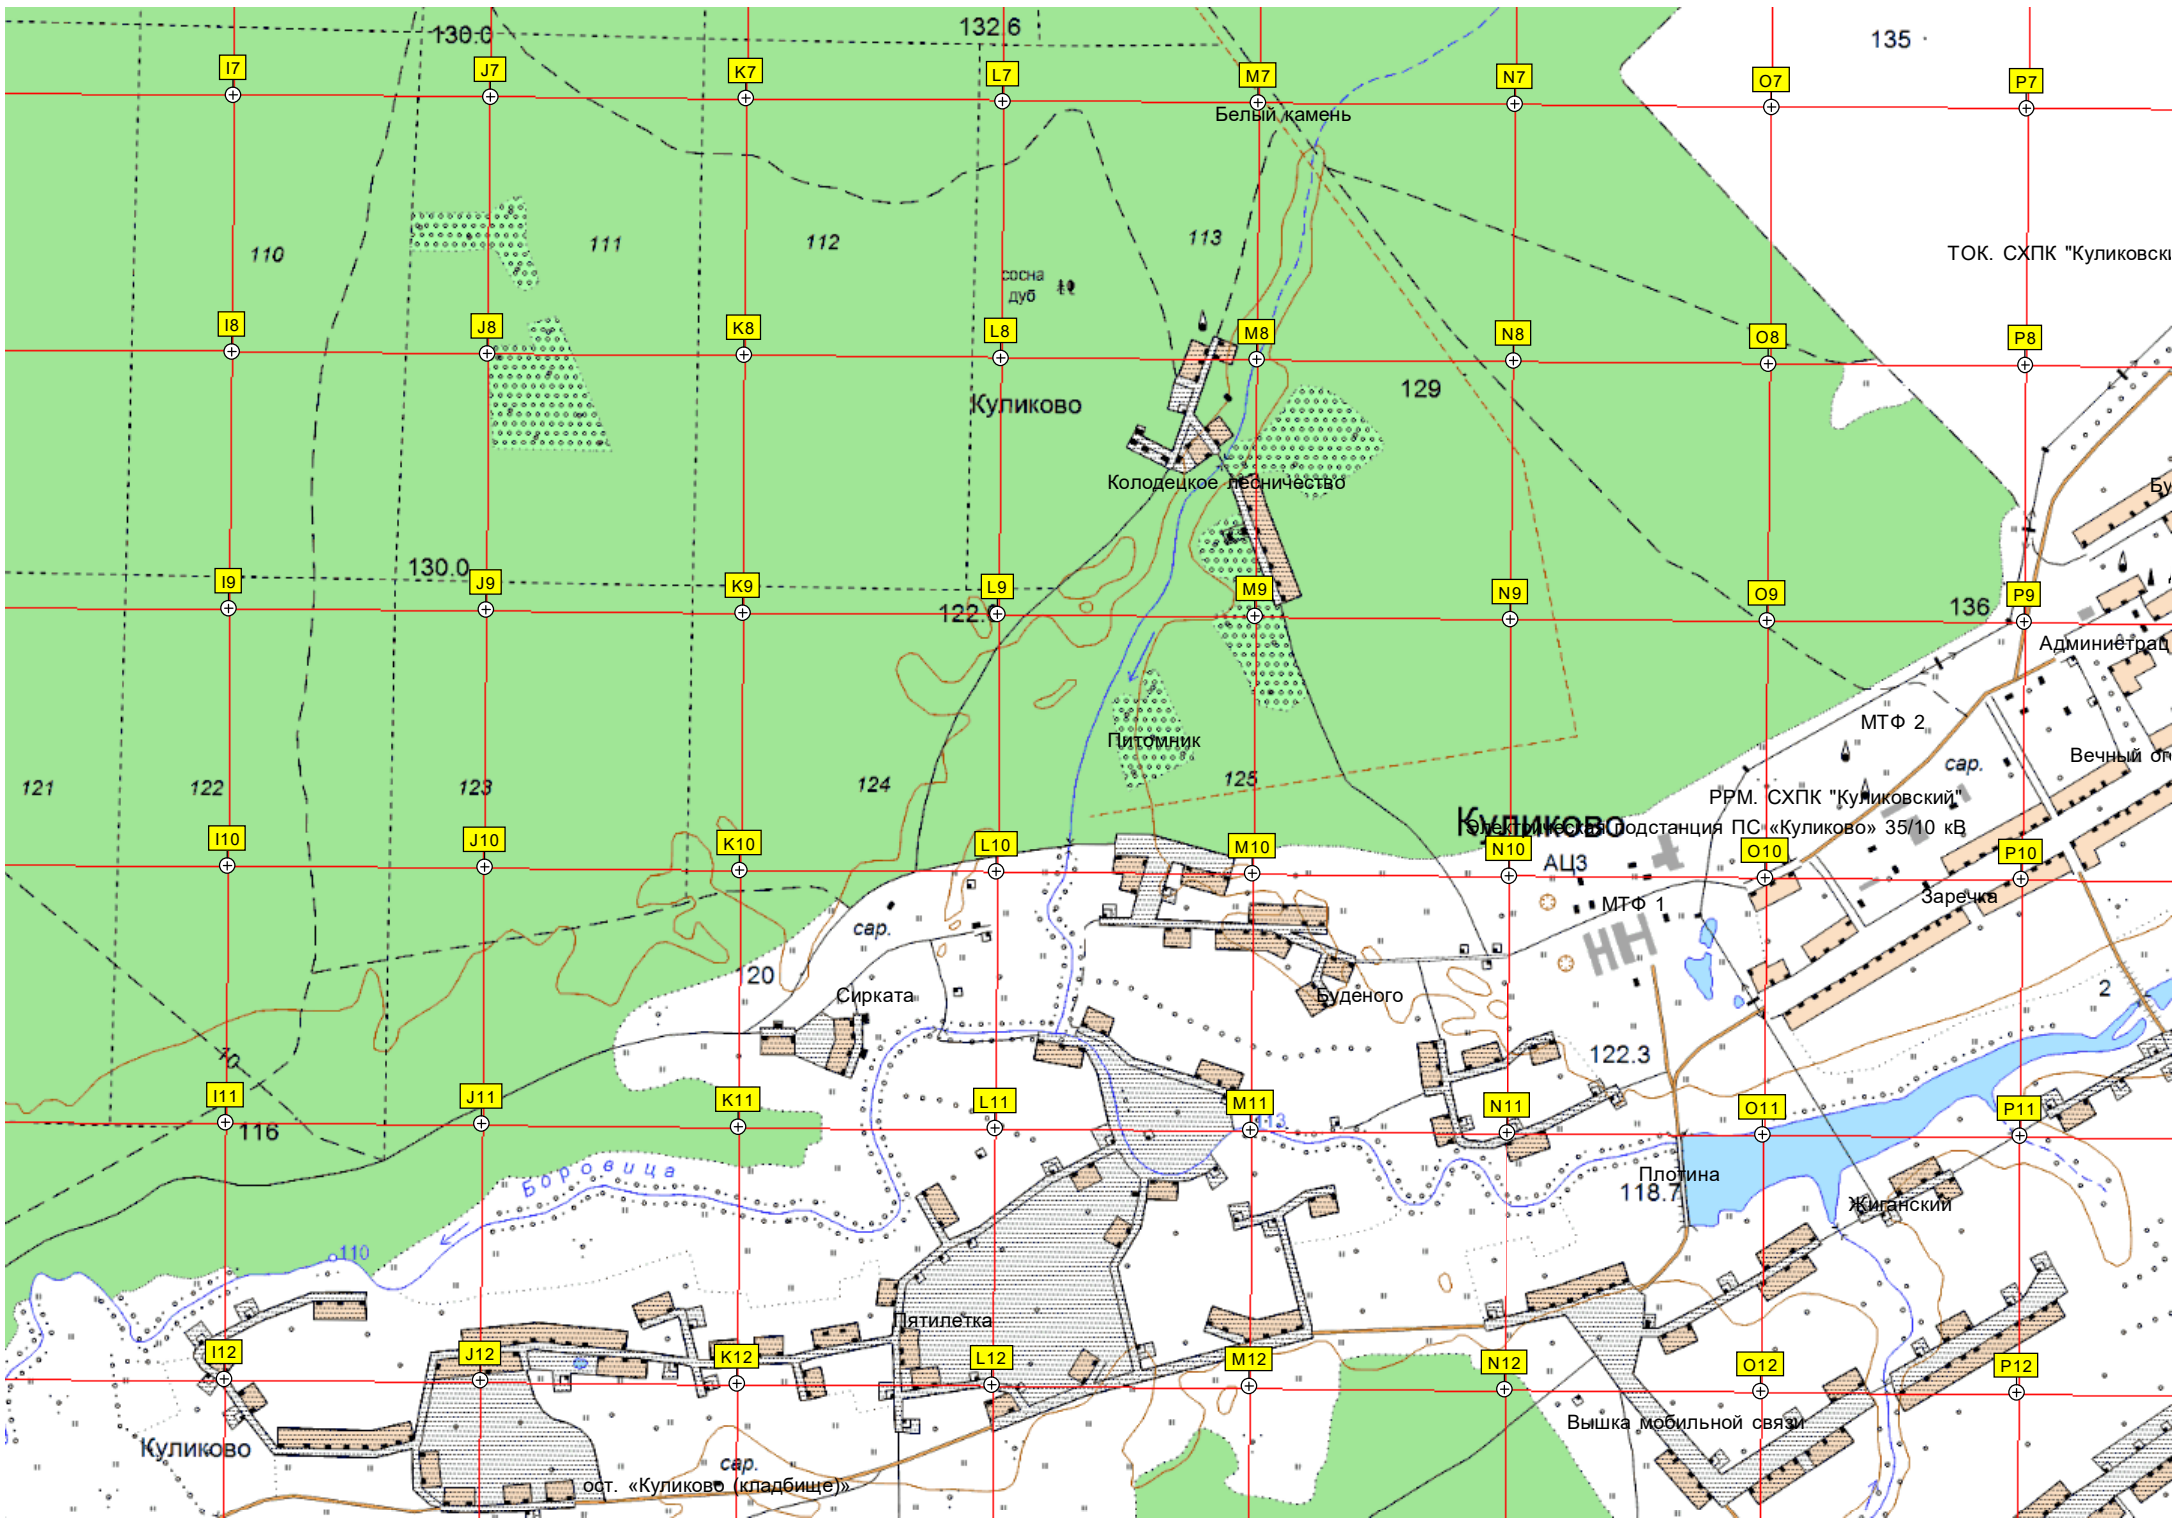 130.0
132.6
135
I7
J7
K7
L7
M7
N7
O7
P7
Белый камень
110
111
112
113
ТОК. СХПК "Куликовски
сосна
дуб
I8
J8
K8
L8
M8
N8
O8
P8
Куликово
129
Колодецкое лесничество
Бу
130.0
I9
J9
K9
L9
M9
N9
O9
P9
122.
136
Администрац
МТФ 2
Питомник
Вечный ог
сар.
121
122
123
124
125
РРМ. СХПК "Куликовский"
Куликово
Электрическая подстанция ПС «Куликово» 35/10 кВ
I10
J10
K10
L10
M10
N10
O10
P10
АЦЗ
МТФ 1
Заречка
сар.
120
Сирката
Буденого
2
122.3
I11
J11
K11
L11
M11
N11
O11
P11
116
113
Боровица
Плотина
118.7
Жиганский
110
Пятилетка
I12
J12
K12
L12
M12
N12
O12
P12
Вышка мобильной связи
Куликово
сар.
ост. «Куликово (кладбище)»